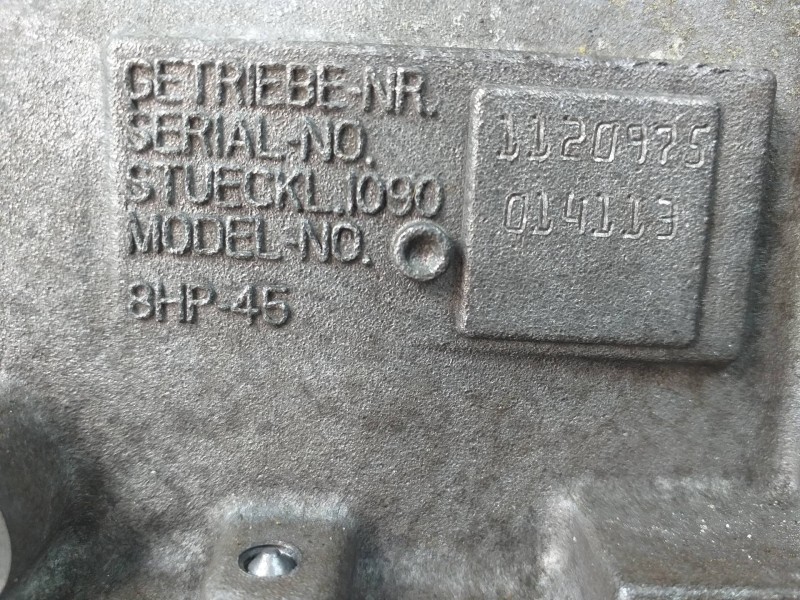 GETRIEBE-NR.
SERIAL-NO.
STUECKL.1090
MODEL-NO.
8HP-45
1120975
014113